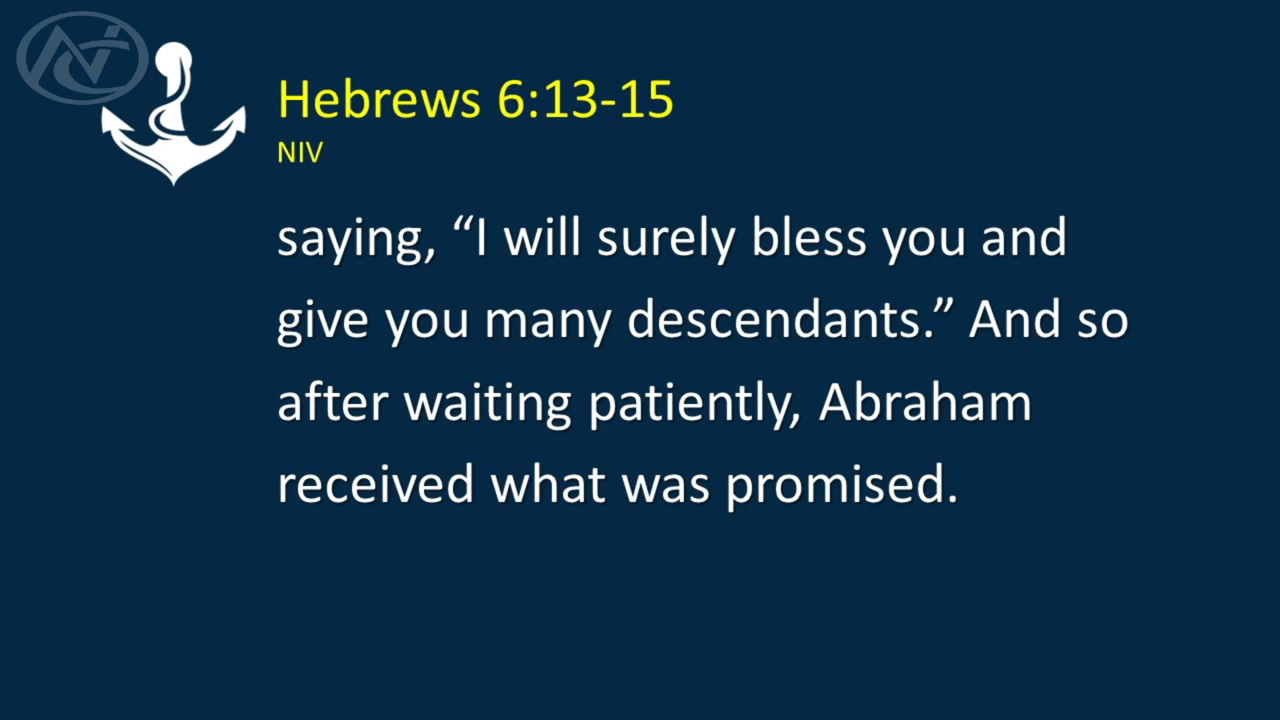 Hebrews 6:13-15
NIV
saying, “I will surely bless you and
give you many descendants.” And so
after waiting patiently, Abraham
received what was promised.